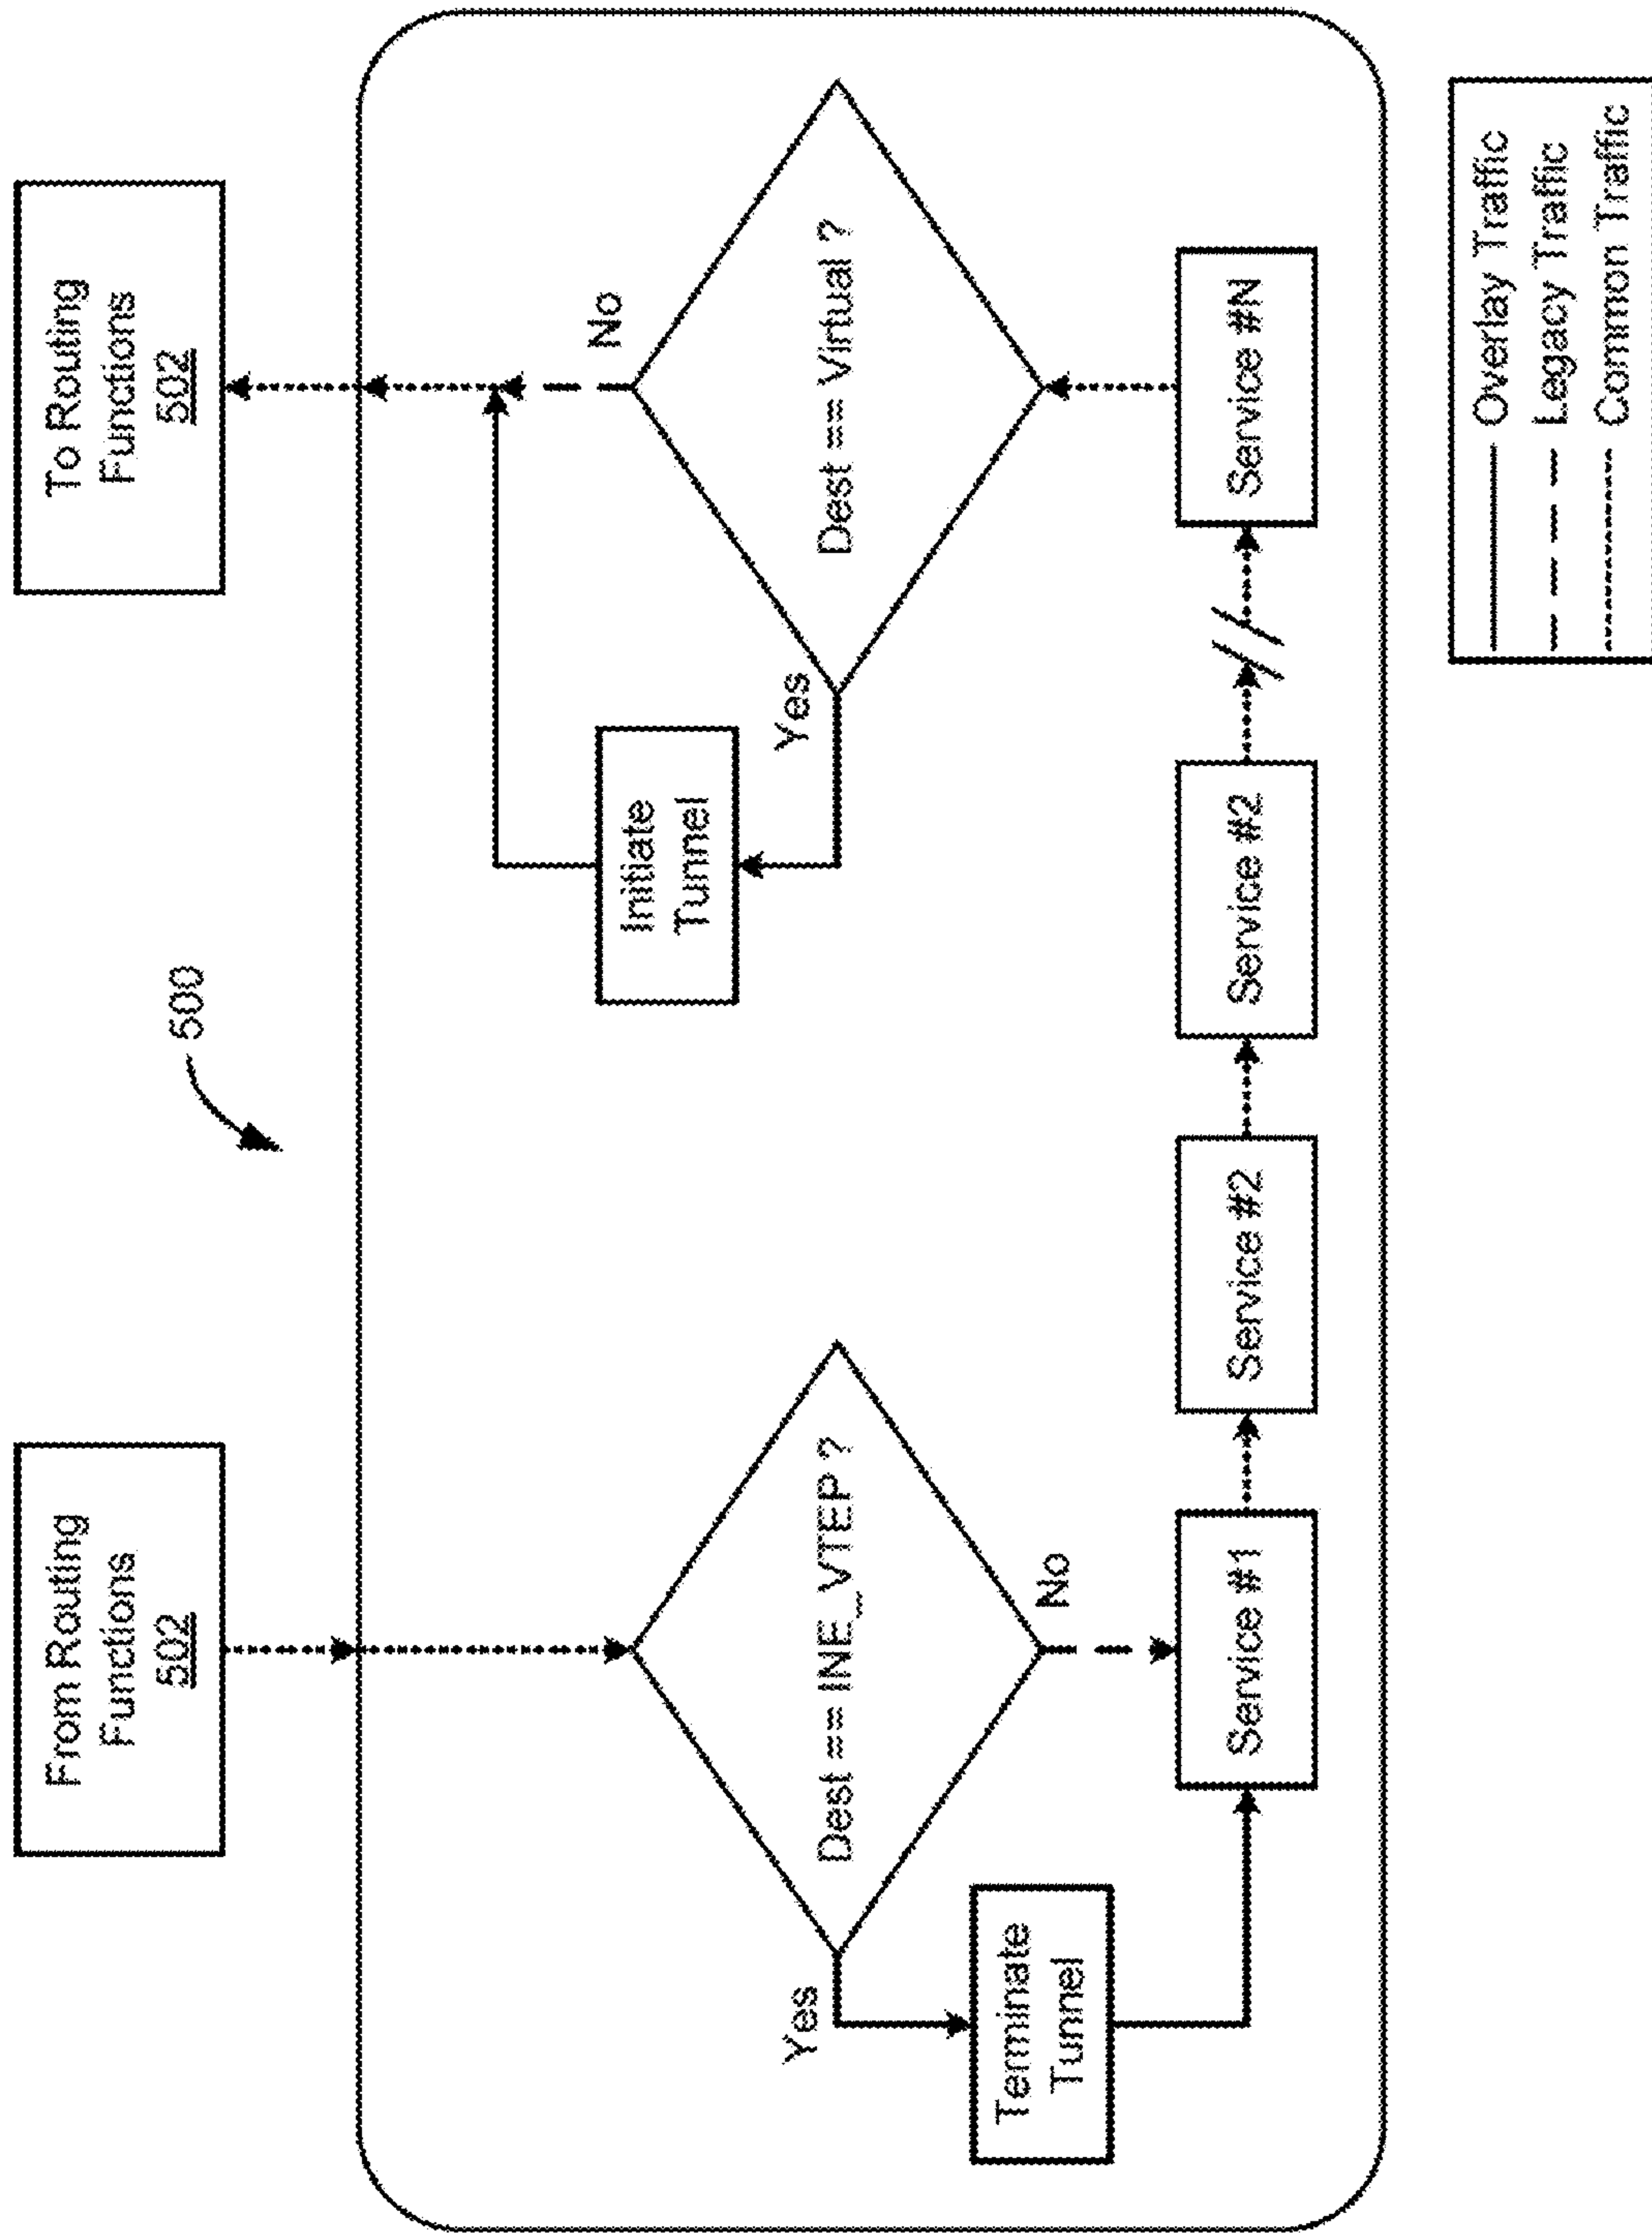 500
From Routing
Functions
502
To Routing
Functions
502
Dest == INE_VTEP ?
Yes
No
Terminate
Tunnel
Service #1
Service #2
Service #2
Service #N
Dest == Virtual ?
Yes
No
Initiate
Tunnel
Overlay Traffic
Legacy Traffic
Common Traffic